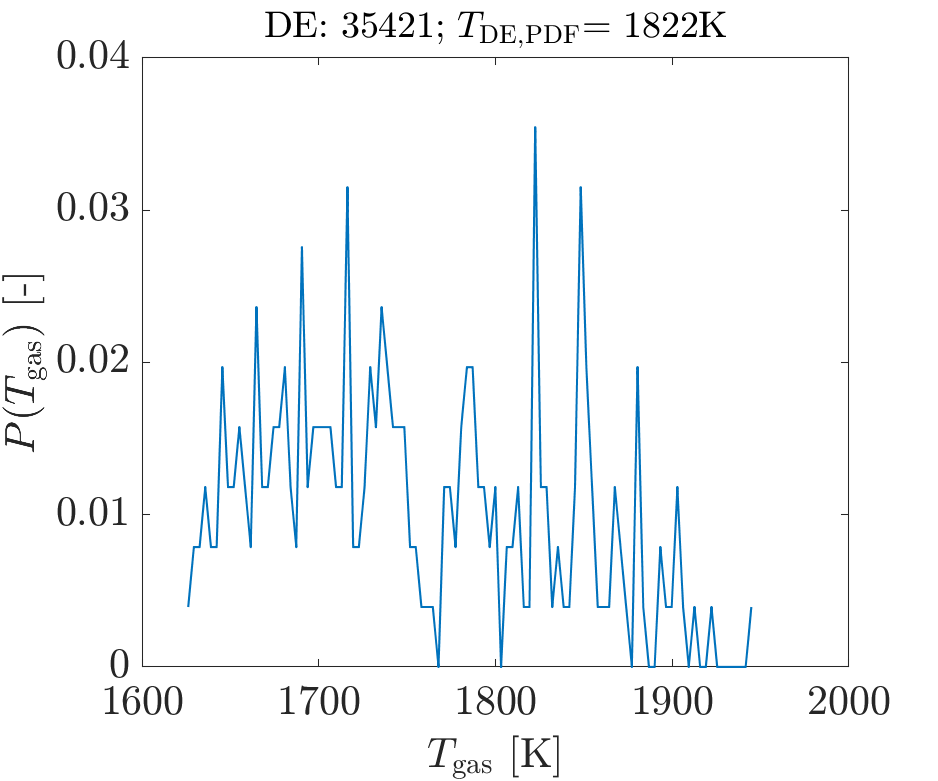 DE: 35421; T_DE,PDF= 1822K
0.04
0.03
0.02
0.01
0
P(T_gas) [-]
1600 1700 1800 1900 2000
T_gas [K]